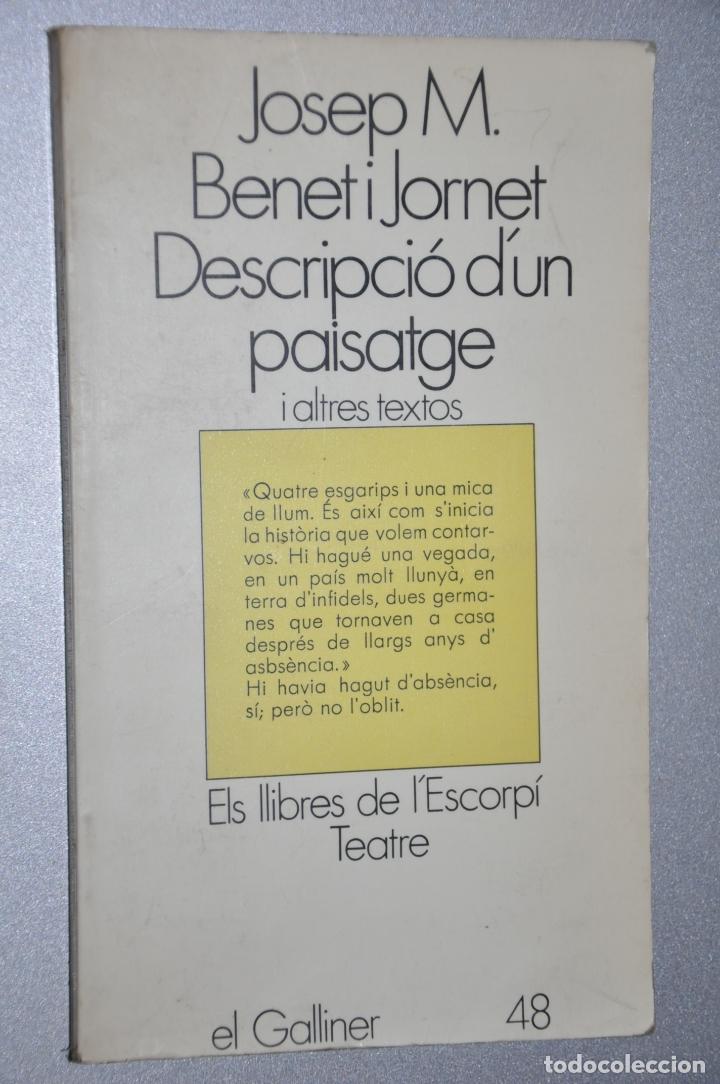 Josep M.
Benet i Jornet
Descripció d'un
paisatge
i altres textos
«Quatre esgarips i una mica
de llum. És així com s'inicia
la història que volem contar-
vos. Hi hagué una vegada,
en un país molt llunyà, en
terra d'infidels, dues germa-
nes que tornaven a casa
després de llargs anys d'
asbsència.»
Hi havia hagut d'absència,
sí; però no l'oblit.
Els llibres de l'Escorpí
Teatre
el Galliner 48
todocoleccion